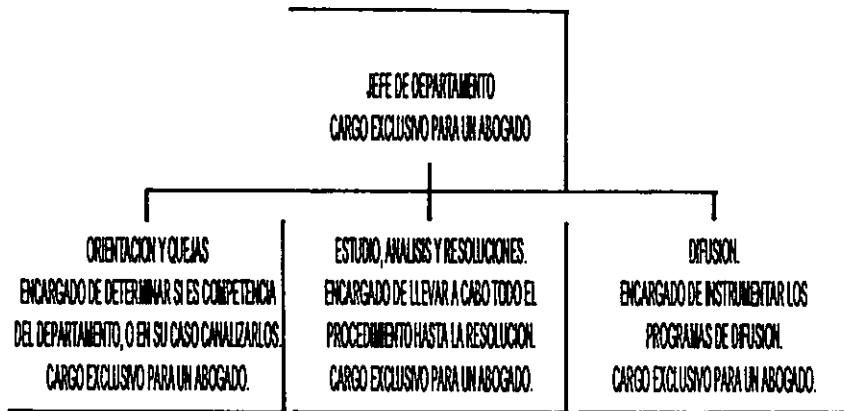 JEFE DE DEPARTAMENTO
CARGO EXCLUSIVO PARA UN ABOGADO
ORIENTACION Y QUEJAS
ENCARGADO DE DETERMINAR SI ES COMPETENCIA
DEL DEPARTAMENTO, O EN SU CASO CANALIZARLOS.
CARGO EXCLUSIVO PARA UN ABOGADO.
ESTUDIO, ANALISIS Y RESOLUCIONES.
ENCARGADO DE LLEVAR A CABO TODO EL
PROCEDIMIENTO HASTA LA RESOLUCION.
CARGO EXCLUSIVO PARA UN ABOGADO.
DIFUSION.
ENCARGADO DE INSTRUMENTAR LOS
PROGRAMAS DE DIFUSION.
CARGO EXCLUSIVO PARA UN ABOGADO.